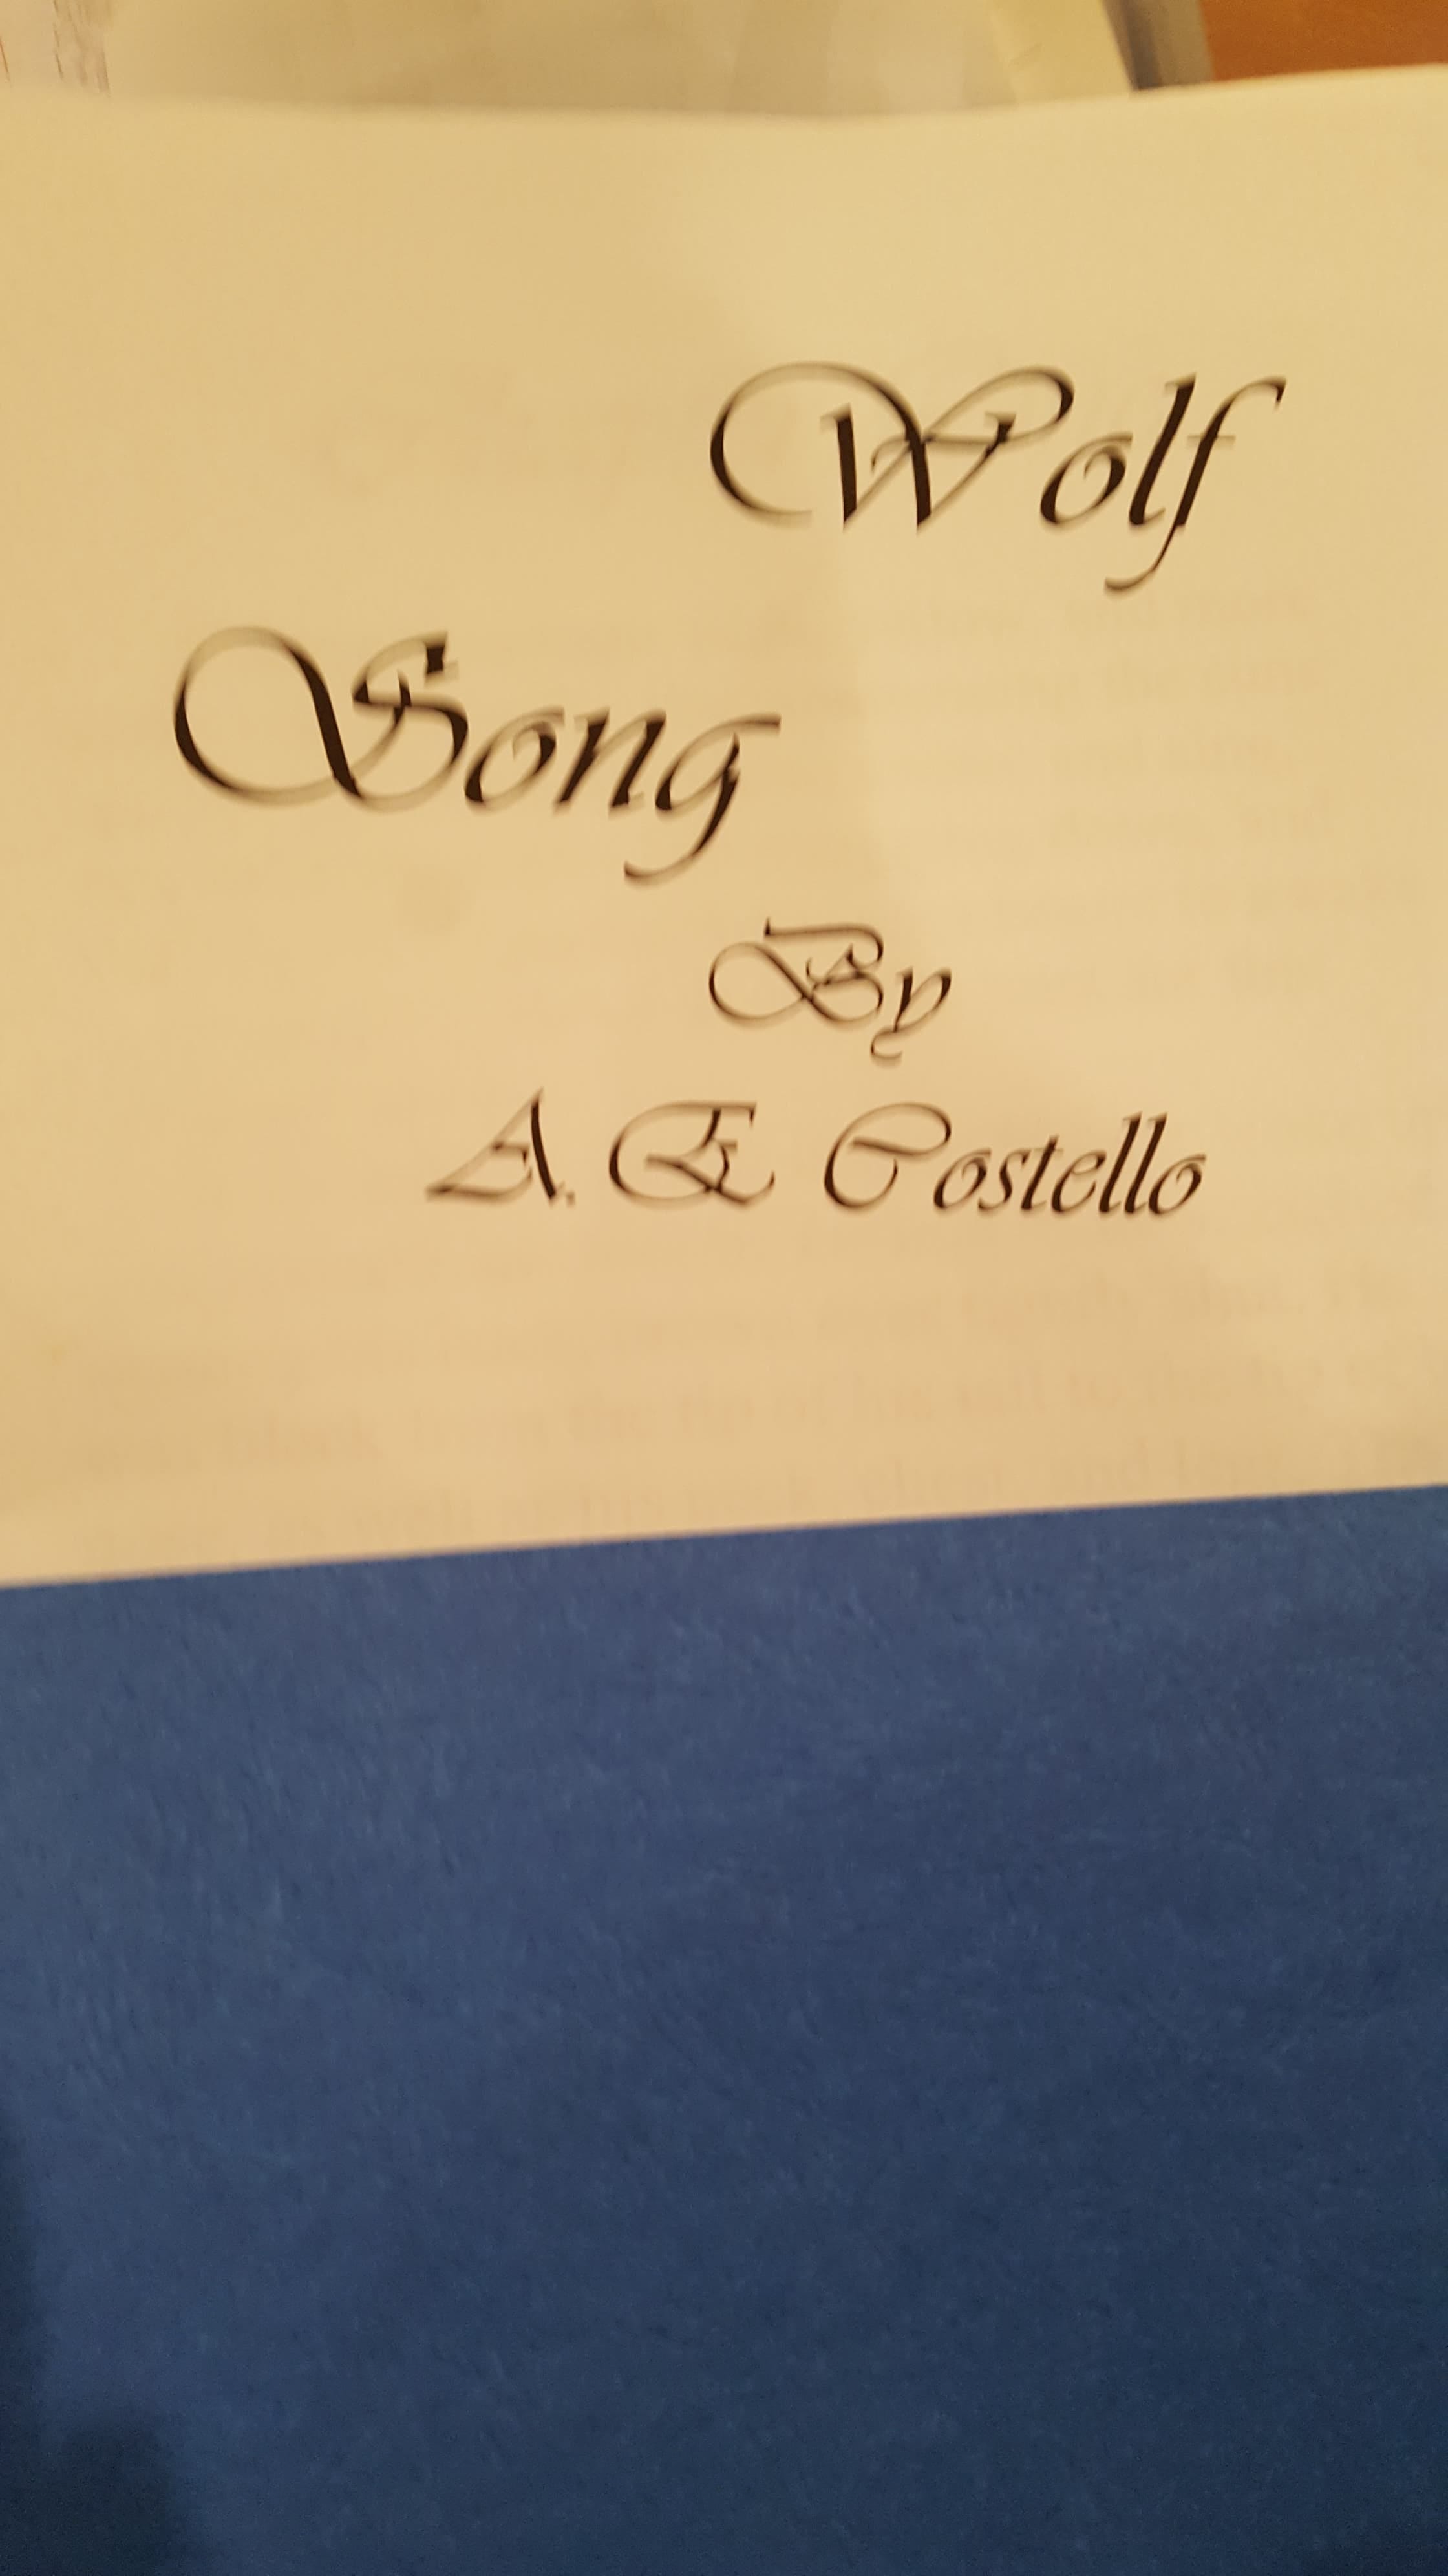 Wolf
Song
By
A. E Costello